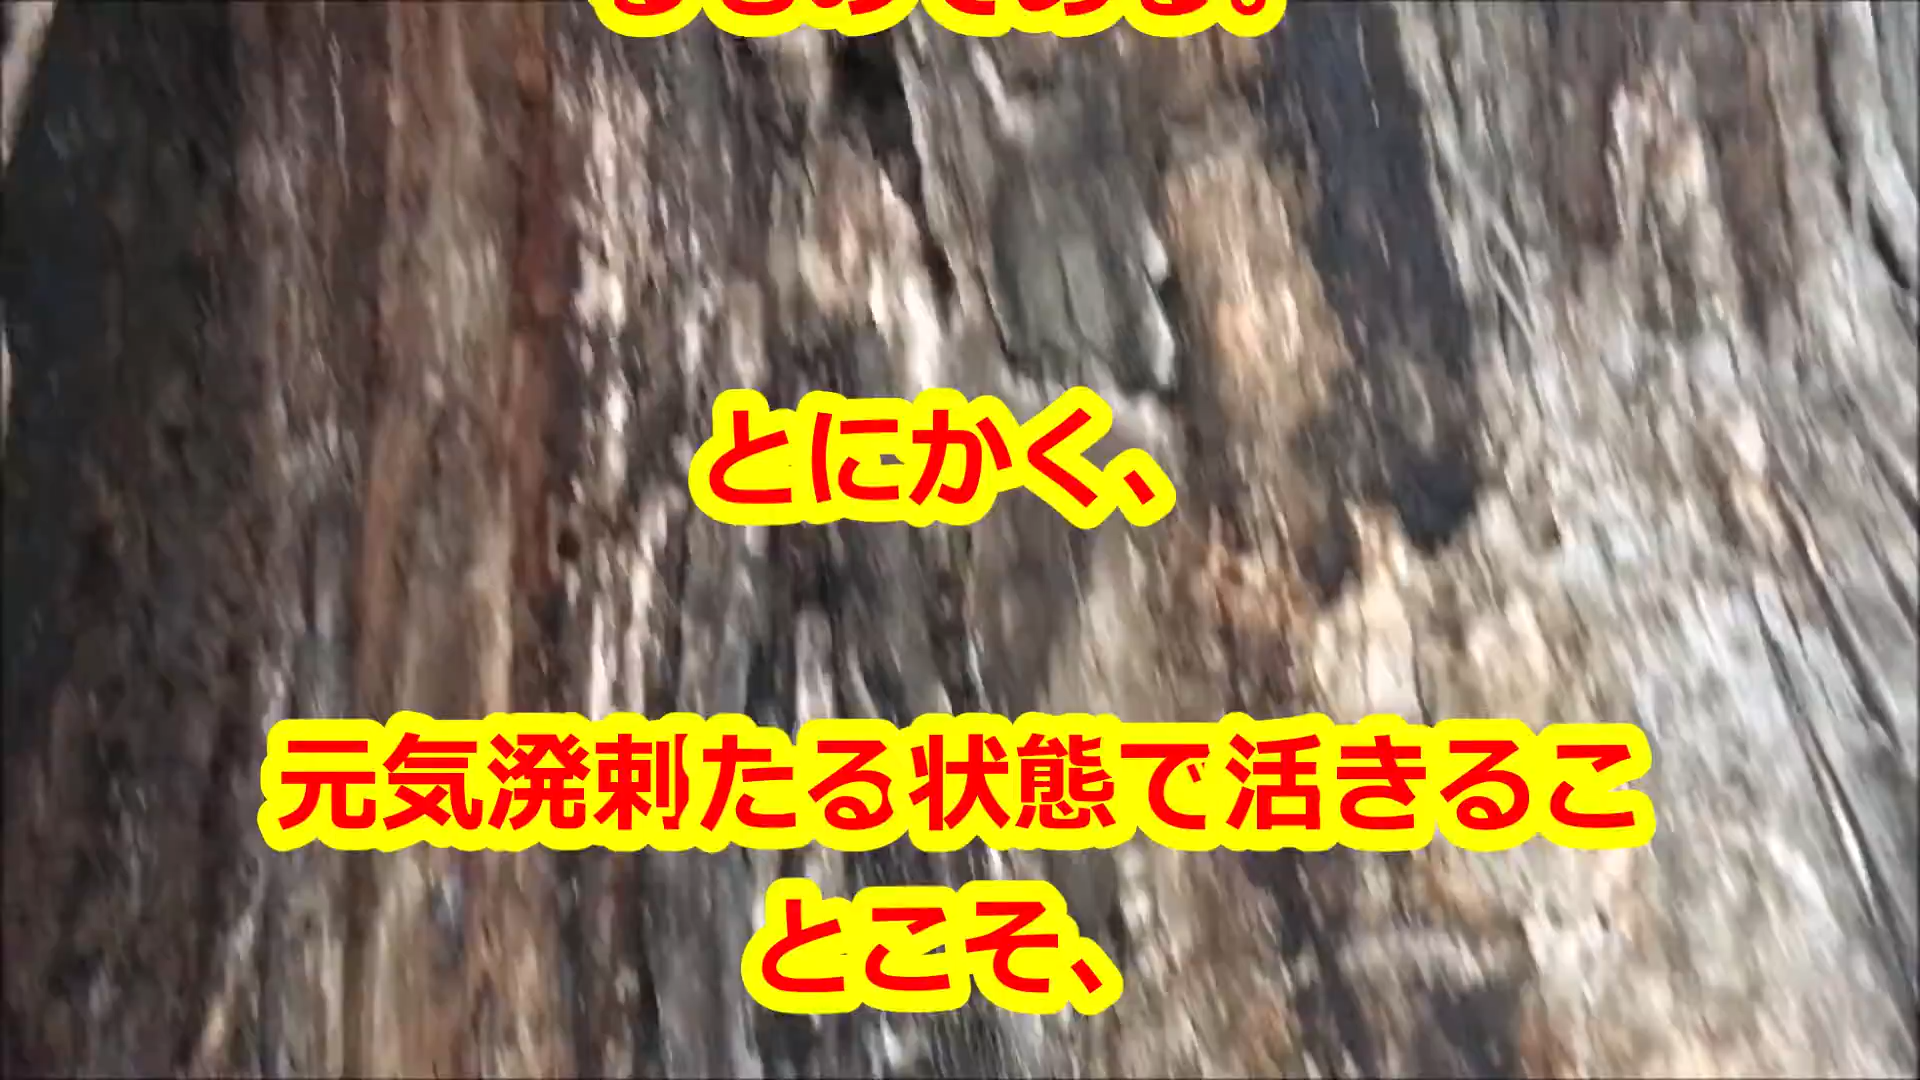 とにかく、
元気溌剌たる状態で活きるこ
とこそ、